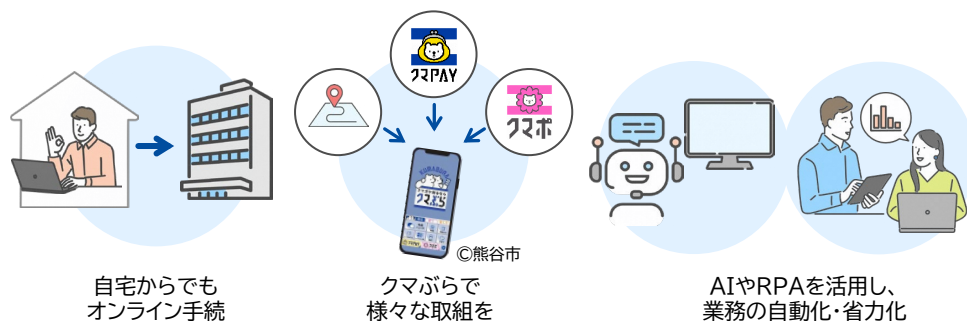 クマPAY
クマポ
クマぶら
©熊谷市
自宅からでも
オンライン手続
クマぶらで
様々な取組を
AIやRPAを活用し、
業務の自動化・省力化